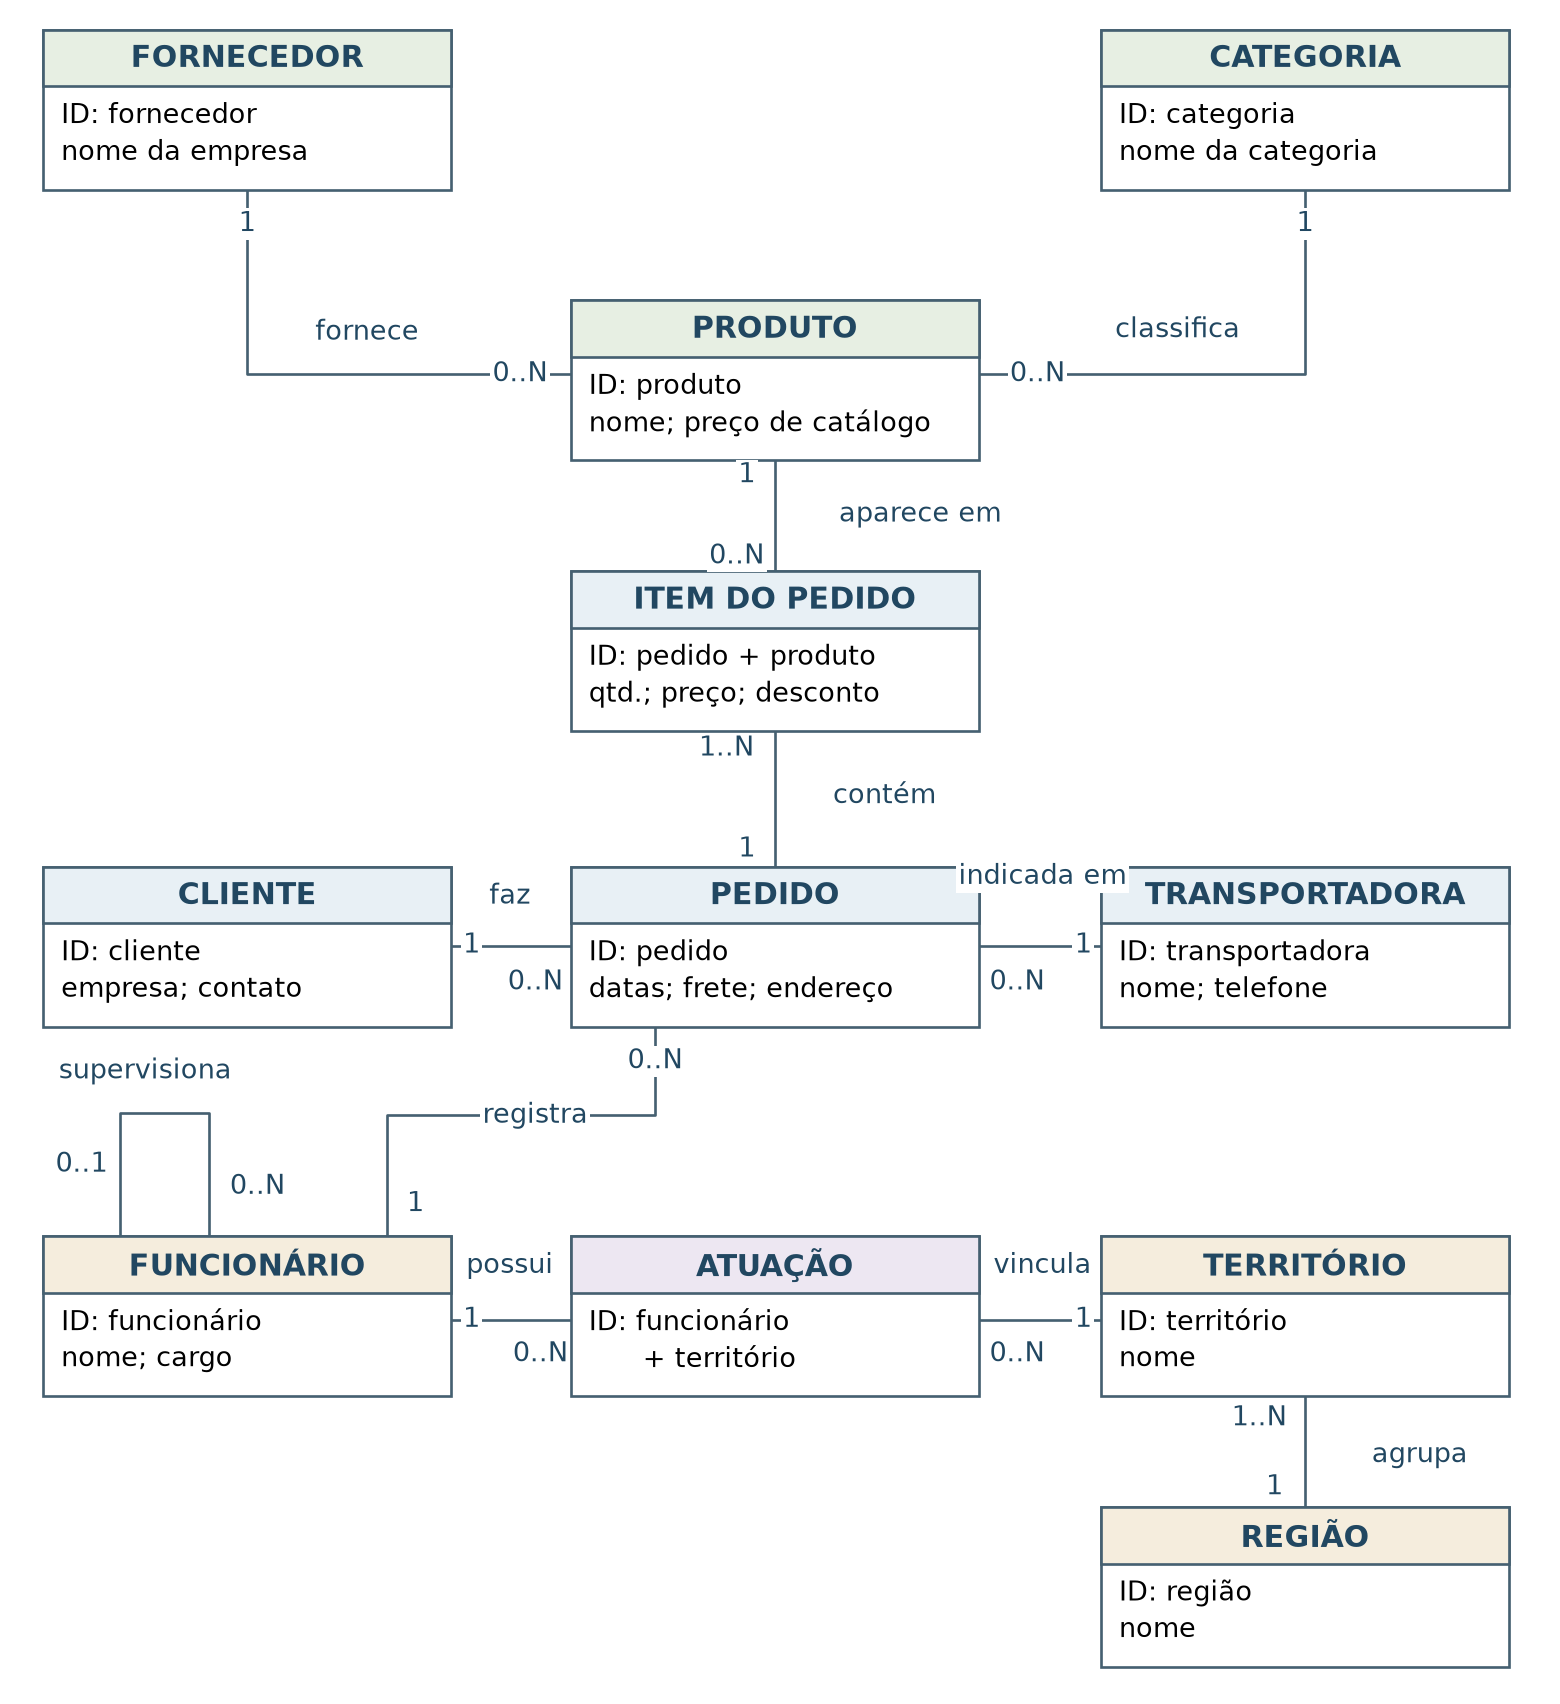 FORNECEDOR
ID: fornecedor
nome da empresa
CATEGORIA
ID: categoria
nome da categoria
1
1
fornece
classifica
0..N
0..N
PRODUTO
ID: produto
nome; preço de catálogo
1
aparece em
0..N
ITEM DO PEDIDO
ID: pedido + produto
qtd.; preço; desconto
1..N
contém
1
CLIENTE
ID: cliente
empresa; contato
faz
1
0..N
PEDIDO
ID: pedido
datas; frete; endereço
indicada em
1
0..N
TRANSPORTADORA
ID: transportadora
nome; telefone
supervisiona
0..1
0..N
0..N
registra
1
FUNCIONÁRIO
ID: funcionário
nome; cargo
possui
1
0..N
ATUAÇÃO
ID: funcionário
+ território
vincula
1
0..N
TERRITÓRIO
ID: território
nome
1..N
agrupa
1
REGIÃO
ID: região
nome